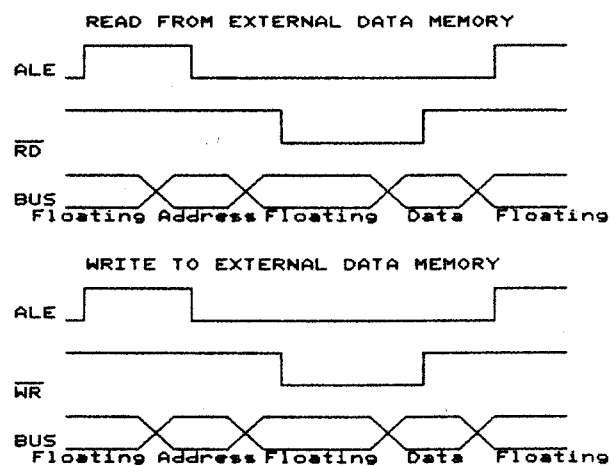 READ FROM EXTERNAL DATA MEMORY
ALE
RD
BUS
Floating Address Floating Data Floating
WRITE TO EXTERNAL DATA MEMORY
ALE
WR
BUS
Floating Address Floating Data Floating